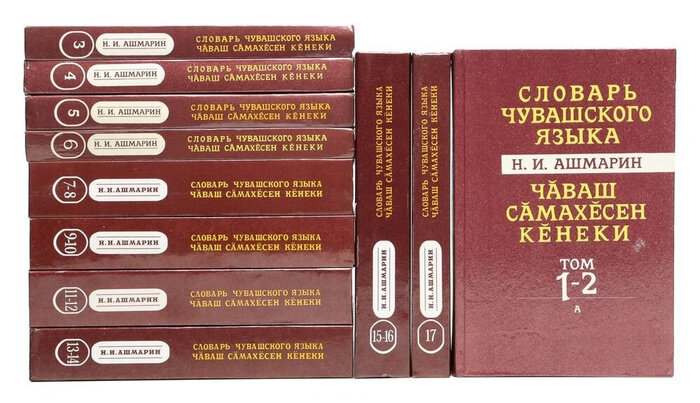 3
Н. И. АШМАРИН
СЛОВАРЬ ЧУВАШСКОГО ЯЗЫКА
ЧӐВАШ СӐМАХӖСЕН КӖНЕКИ
4
Н. И. АШМАРИН
СЛОВАРЬ ЧУВАШСКОГО ЯЗЫКА
ЧӐВАШ СӐМАХӖСЕН КӖНЕКИ
5
Н. И. АШМАРИН
СЛОВАРЬ ЧУВАШСКОГО ЯЗЫКА
ЧӐВАШ СӐМАХӖСЕН КӖНЕКИ
6
Н. И. АШМАРИН
СЛОВАРЬ ЧУВАШСКОГО ЯЗЫКА
ЧӐВАШ СӐМАХӖСЕН КӖНЕКИ
7-8
Н.И.АШМАРИН
СЛОВАРЬ ЧУВАШСКОГО ЯЗЫКА
ЧӐВАШ СӐМАХӖСЕН КӖНЕКИ
9-10
Н.И.АШМАРИН
СЛОВАРЬ ЧУВАШСКОГО ЯЗЫКА
ЧӐВАШ СӐМАХӖСЕН КӖНЕКИ
11-12
Н.И.АШМАРИН
СЛОВАРЬ ЧУВАШСКОГО ЯЗЫКА
ЧӐВАШ СӐМАХӖСЕН КӖНЕКИ
13-14
Н.И.АШМАРИН
СЛОВАРЬ ЧУВАШСКОГО ЯЗЫКА
ЧӐВАШ СӐМАХӖСЕН КӖНЕКИ
СЛОВАРЬ ЧУВАШСКОГО ЯЗЫКА
ЧӐВАШ СӐМАХӖСЕН КӖНЕКИ
Н.И.АШМАРИН
15-16
СЛОВАРЬ ЧУВАШСКОГО ЯЗЫКА
ЧӐВАШ СӐМАХӖСЕН КӖНЕКИ
Н.И.АШМАРИН
17
СЛОВАРЬ
ЧУВАШСКОГО
ЯЗЫКА
Н. И. АШМАРИН
ЧӐВАШ
СӐМАХӖСЕН
КӖНЕКИ
ТОМ
1-2
А